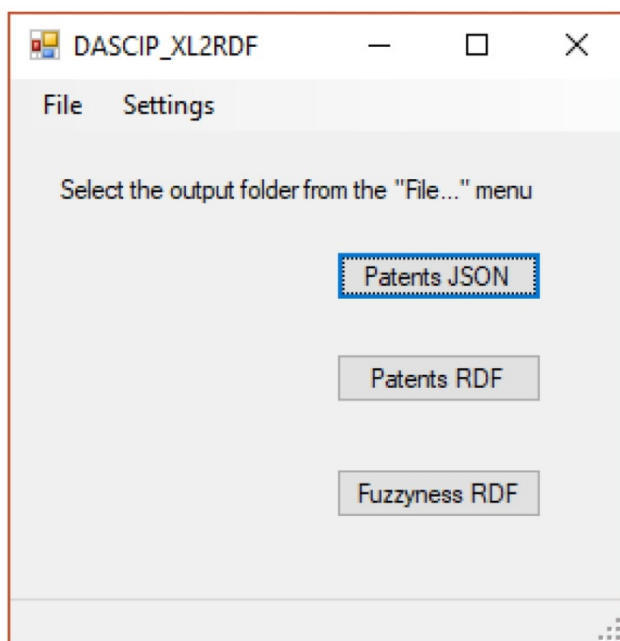 DASCIP_XL2RDF
File Settings
Select the output folder from the "File..." menu
Patents JSON
Patents RDF
Fuzzyness RDF